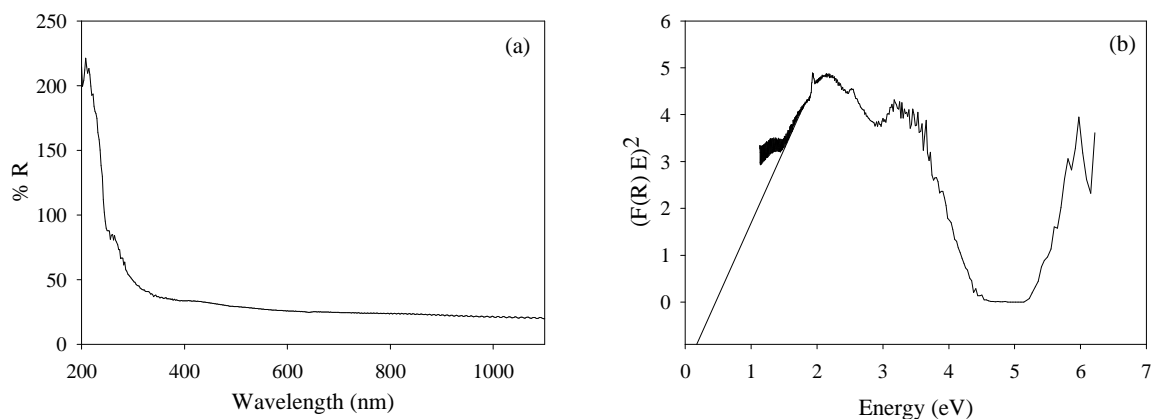 (a)
250
200
150
100
50
0
% R
200 400 600 800 1000
Wavelength (nm)
(b)
6
5
4
3
2
1
0
(F(R) E)²
0 1 2 3 4 5 6 7
Energy (eV)